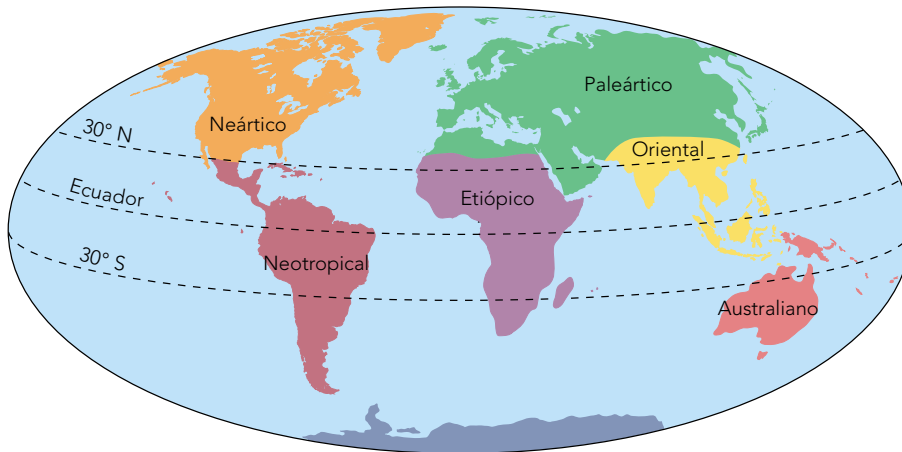 Paleártico
Neártico
30° N
Oriental
Ecuador
Etiópico
30° S
Neotropical
Australiano